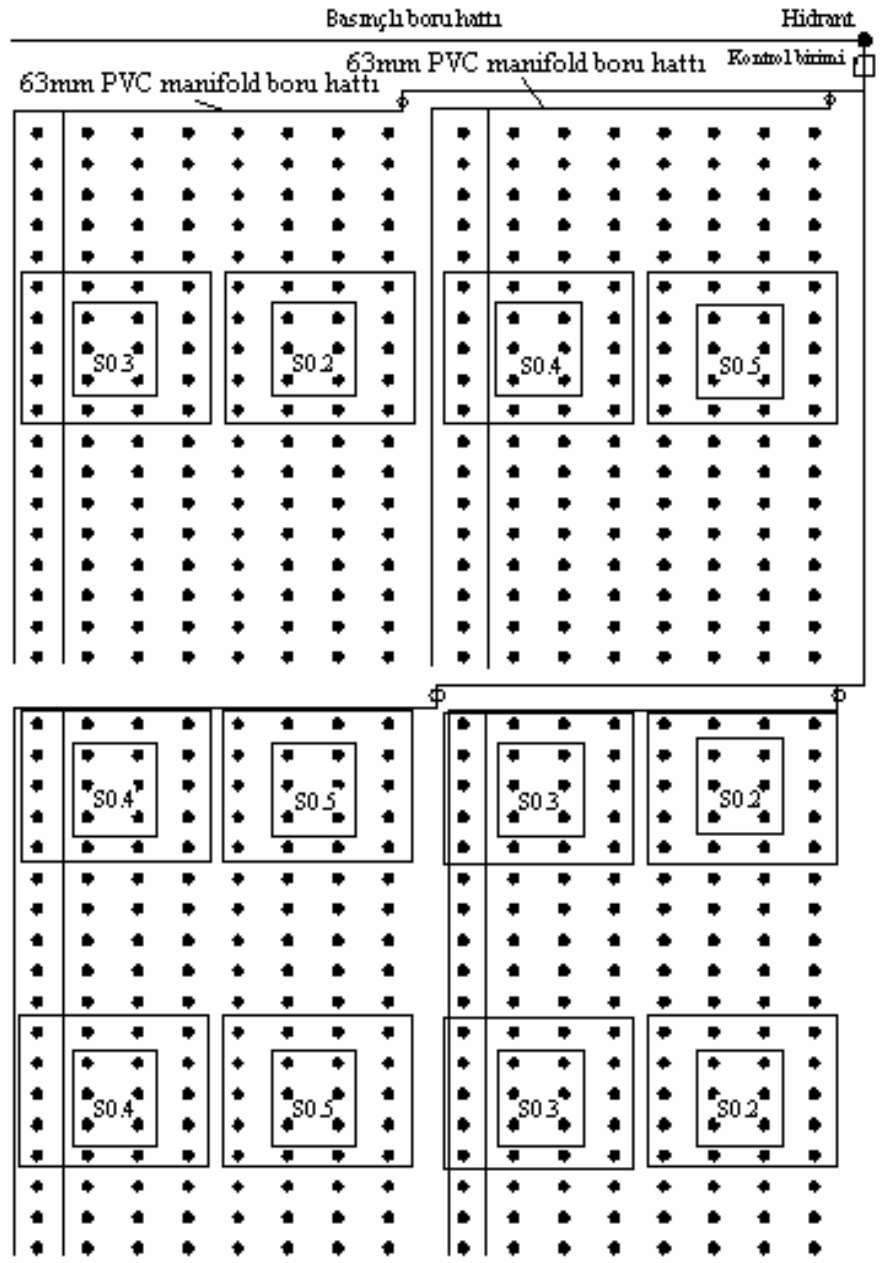 Basınçlı boru hattı
Hidrant
Kontrol birimi
63mm PVC manifold boru hattı
63mm PVC manifold boru hattı
S0.3
S0.2
S0.4
S0.5
S0.4
S0.5
S0.3
S0.2
S0.4
S0.5
S0.3
S0.2